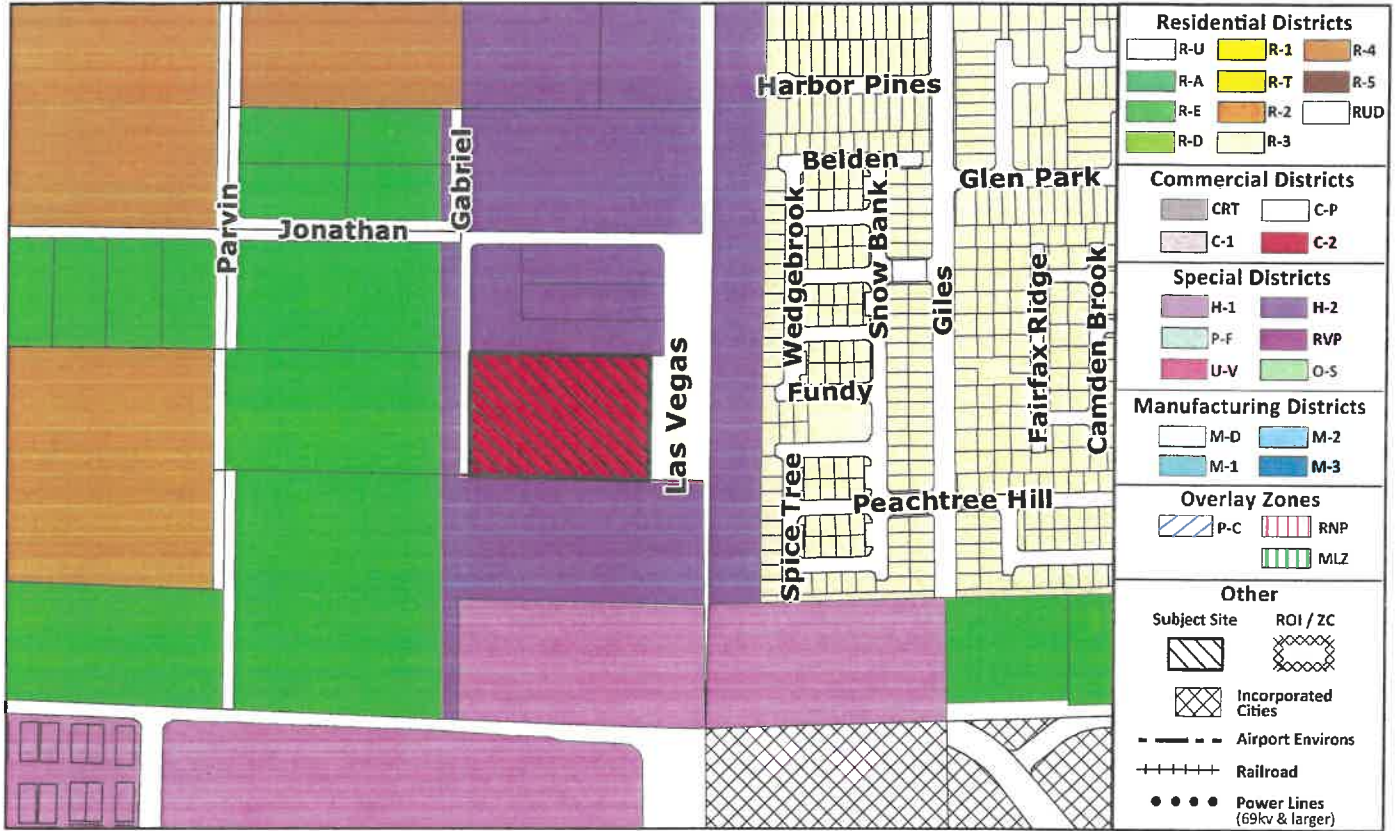 Harbor Pines
Belden
Glen Park
Gabriel
Parvin
Jonathan
Wedgebrook
Snow Bank
Giles
Fairfax Ridge
Camden Brook
Las Vegas
Fundy
Spice Tree
Peachtree Hill
Residential Districts
R-U R-1 R-4
R-A R-T R-5
R-E R-2 RUD
R-D R-3
Commercial Districts
CRT C-P
C-1 C-2
Special Districts
H-1 H-2
P-F RVP
U-V O-S
Manufacturing Districts
M-D M-2
M-1 M-3
Overlay Zones
P-C RNP
MLZ
Other
Subject Site ROI / ZC
Incorporated
Cities
Airport Environs
Railroad
Power Lines
(69kv & larger)